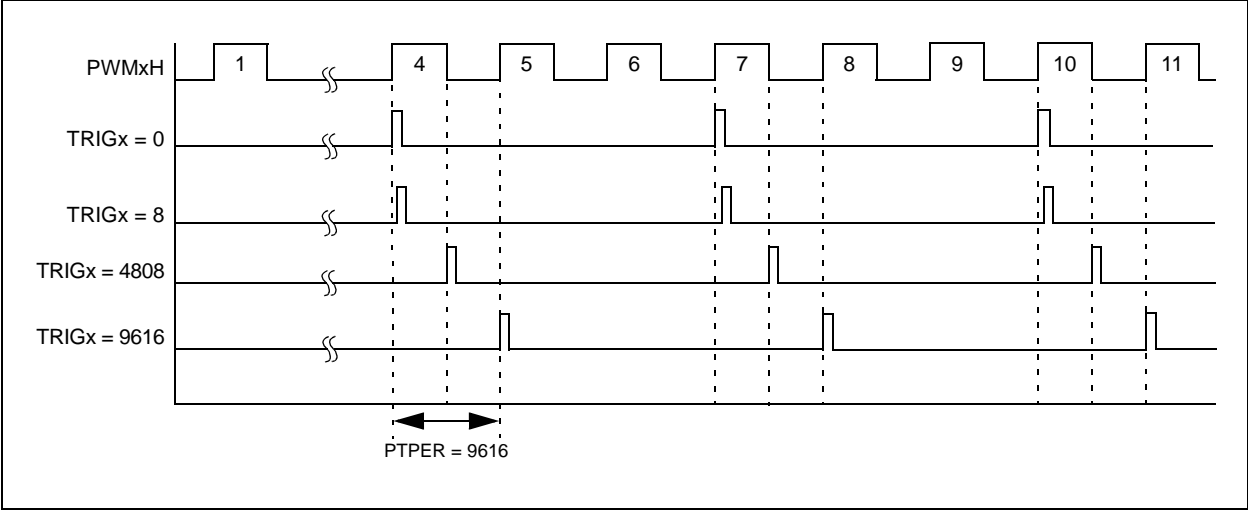 PWMxH 1 4 5 6 7 8 9 10 11
TRIGx = 0
TRIGx = 8
TRIGx = 4808
TRIGx = 9616
PTPER = 9616